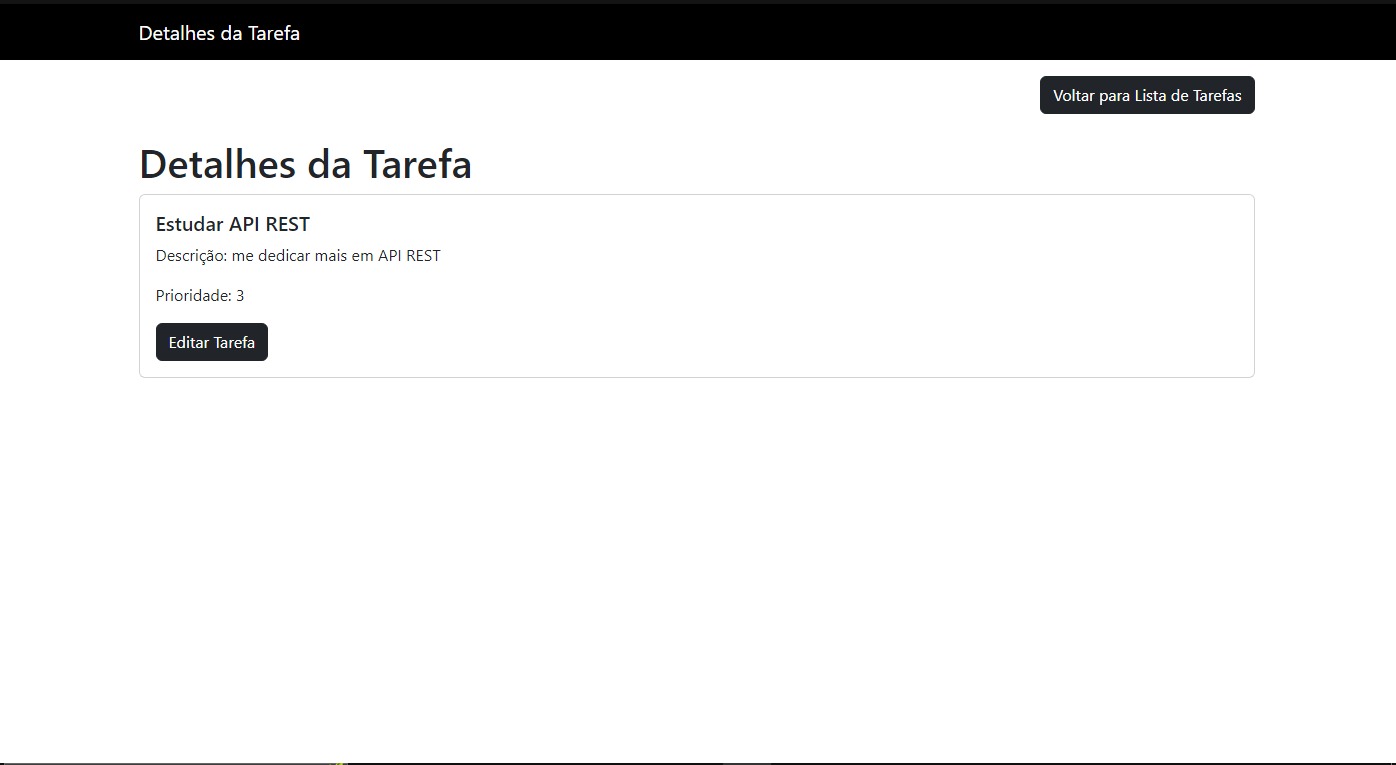 Detalhes da Tarefa
Voltar para Lista de Tarefas
Detalhes da Tarefa
Estudar API REST
Descrição: me dedicar mais em API REST
Prioridade: 3
Editar Tarefa